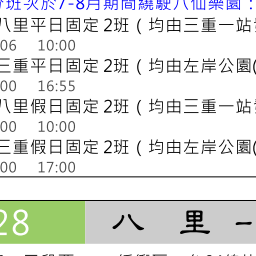 班次於7-8月期間繞駛八仙樂園：
八里平日固定 2班（均由三重一站
06 10:00
三重平日固定 2班（均由左岸公園(
00 16:55
八里假日固定 2班（均由三重一站
00 10:00
三重假日固定 2班（均由左岸公園(
00 17:00
28 八 里 –